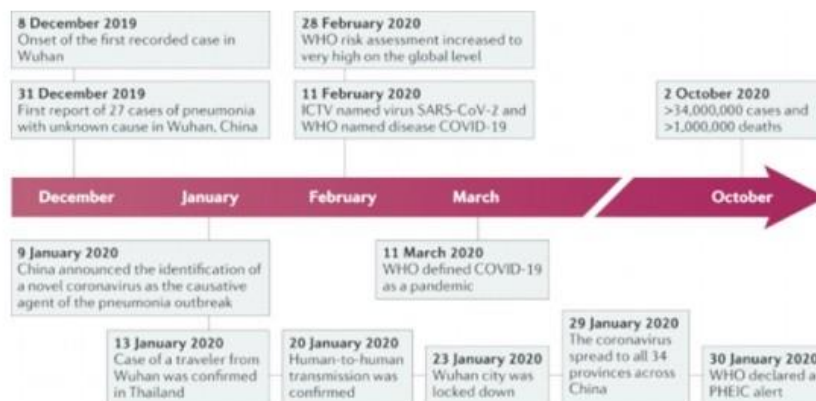 8 December 2019
Onset of the first recorded case in
Wuhan
31 December 2019
First report of 27 cases of pneumonia
with unknown cause in Wuhan, China
28 February 2020
WHO risk assessment increased to
very high on the global level
11 February 2020
ICTV named virus SARS-CoV-2 and
WHO named disease COVID-19
2 October 2020
>34,000,000 cases and
>1,000,000 deaths
December January February March October
9 January 2020
China announced the identification of
a novel coronavirus as the causative
agent of the pneumonia outbreak
11 March 2020
WHO defined COVID-19
as a pandemic
13 January 2020
Case of a traveler from
Wuhan was confirmed
in Thailand
20 January 2020
Human-to-human
transmission was
confirmed
23 January 2020
Wuhan city was
locked down
29 January 2020
The coronavirus
spread to all 34
provinces across
China
30 January 2020
WHO declared a
PHEIC alert